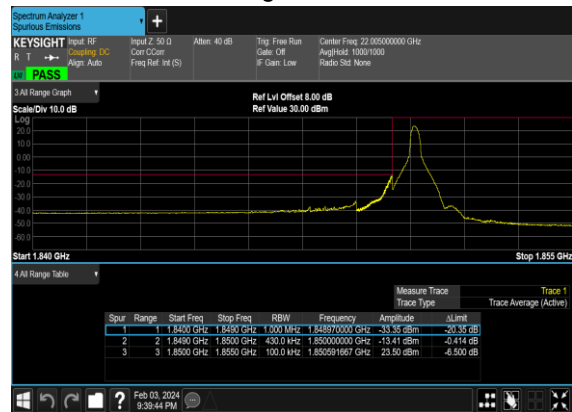 Spectrum Analyzer 1
Spurious Emissions
KEYSIGHT Input: RF Input Z: 50 Ω Atten: 40 dB Trig: Free Run Center Freq: 22.005000000 GHz
R T Coupling: DC Corr CCorr Gate: Off Avg|Hold: 1000/1000
Align: Auto Freq Ref: Int (S) IF Gain: Low Radio Std: None
PASS
3 All Range Graph
Ref Lvl Offset 8.00 dB
Scale/Div 10.0 dB Ref Value 30.00 dBm
Log
20.0
10.0
0.00
-10.0
-20.0
-30.0
-40.0
-50.0
-60.0
Start 1.840 GHz Stop 1.855 GHz
4 All Range Table
Measure Trace Trace 1
Trace Type Trace Average (Active)
Spur Range Start Freq Stop Freq RBW Frequency Amplitude ΔLimit
1 1 1.8400 GHz 1.8490 GHz 1.000 MHz 1.848970000 GHz -33.35 dBm -20.35 dB
2 2 1.8490 GHz 1.8500 GHz 430.0 kHz 1.850000000 GHz -13.41 dBm -0.414 dB
3 3 1.8500 GHz 1.8550 GHz 100.0 kHz 1.850591667 GHz 23.50 dBm -6.500 dB
Feb 03, 2024
9:39:44 PM